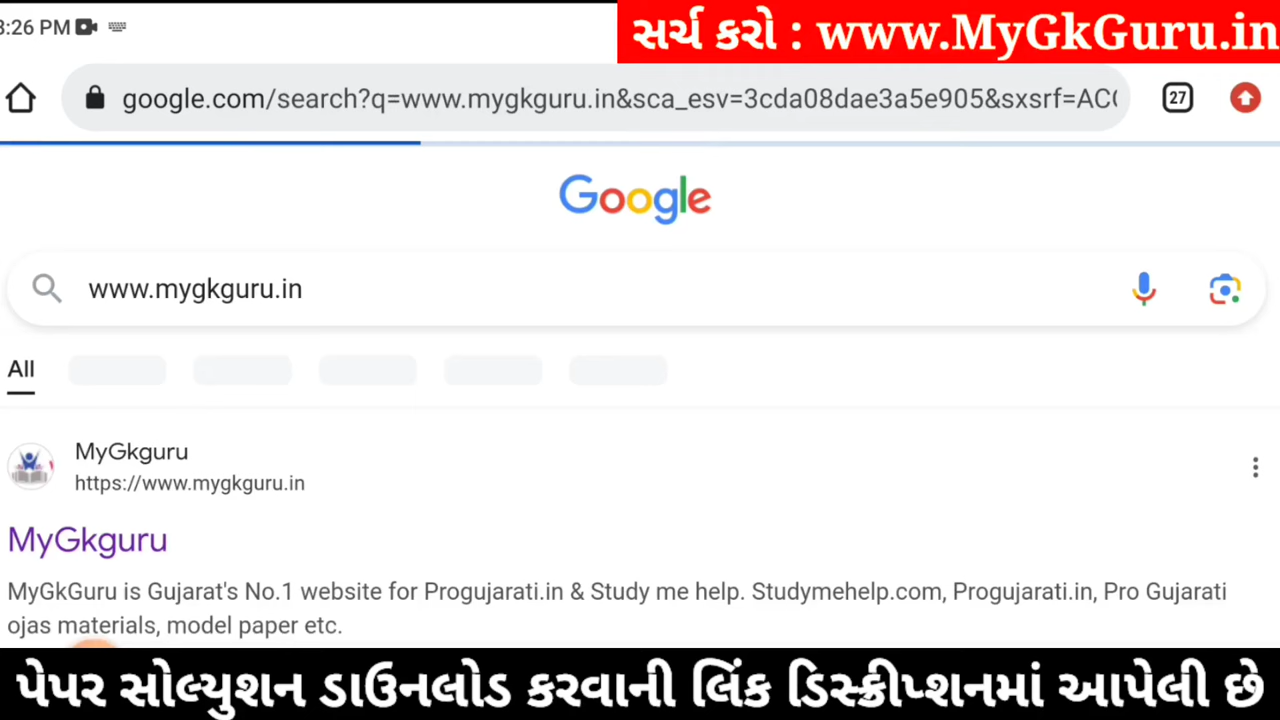 3:26 PM
સર્ચ કરો : www.MyGkGuru.in
google.com/search?q=www.mygkguru.in&sca_esv=3cda08dae3a5e905&sxsrf=AC
27
Google
www.mygkguru.in
All
MyGkguru
https://www.mygkguru.in
MyGkguru
MyGkGuru is Gujarat's No.1 website for Progujarati.in & Study me help. Studymehelp.com, Progujarati.in, Pro Gujarati
ojas materials, model paper etc.
પેપર સોલ્યુશન ડાઉનલોડ કરવાની લિંક ડિસ્ક્રીપ્શનમાં આપેલી છે